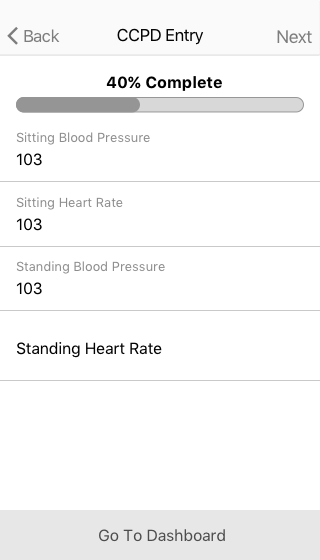 Back CCPD Entry Next
40% Complete
Sitting Blood Pressure
103
Sitting Heart Rate
103
Standing Blood Pressure
103
Standing Heart Rate
Go To Dashboard